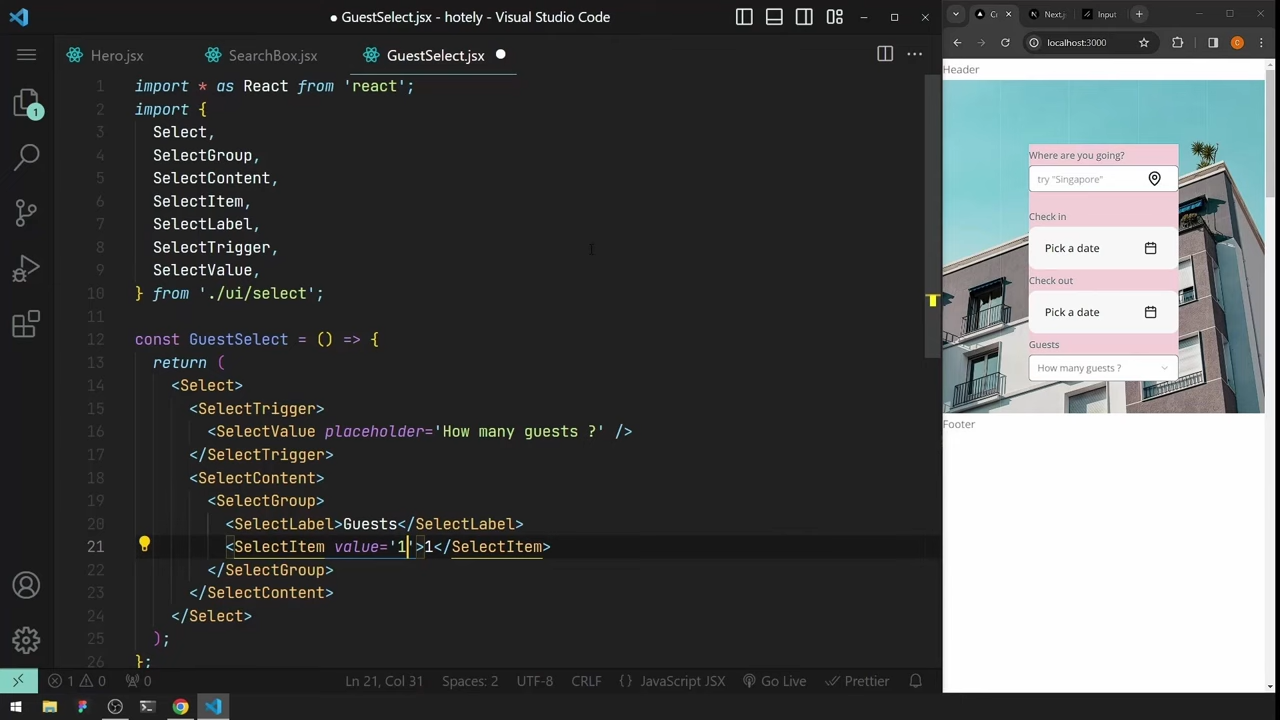 ● GuestSelect.jsx - hotely - Visual Studio Code
Hero.jsx
SearchBox.jsx
GuestSelect.jsx
1 import * as React from 'react';
2 import {
3 Select,
4 SelectGroup,
5 SelectContent,
6 SelectItem,
7 SelectLabel,
8 SelectTrigger,
9 SelectValue,
10 } from './ui/select';
11
12 const GuestSelect = () => {
13 return (
14 <Select>
15 <SelectTrigger>
16 <SelectValue placeholder='How many guests ?' />
17 </SelectTrigger>
18 <SelectContent>
19 <SelectGroup>
20 <SelectLabel>Guests</SelectLabel>
21 <SelectItem value='1'>1</SelectItem>
22 </SelectGroup>
23 </SelectContent>
24 </Select>
25 );
26 };
1
1 0 0
Ln 21, Col 31
Spaces: 2
UTF-8
CRLF
{} JavaScript JSX
Go Live
Prettier
Next.j
Input
localhost:3000
C
Header
Where are you going?
try "Singapore"
Check in
Pick a date
Check out
Pick a date
Guests
How many guests ?
Footer